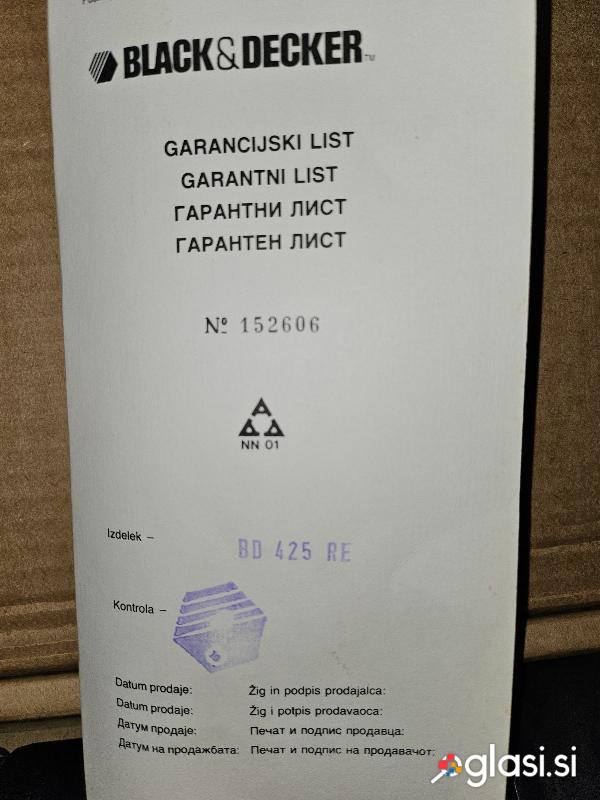 BLACK&DECKER™
GARANCIJSKI LIST
GARANTNI LIST
ГАРАНТНИ ЛИСТ
ГАРАНТЕН ЛИСТ
№ 152606
NN 01
Izdelek –
BD 425 RE
Kontrola –
Datum prodaje: Žig in podpis prodajalca:
Datum prodaje: Žig i potpis prodavaoca:
Датум продаје: Печат и подпис продавца:
Датум на продажбата: Печат и подпис на продавачот:
oglasi.si